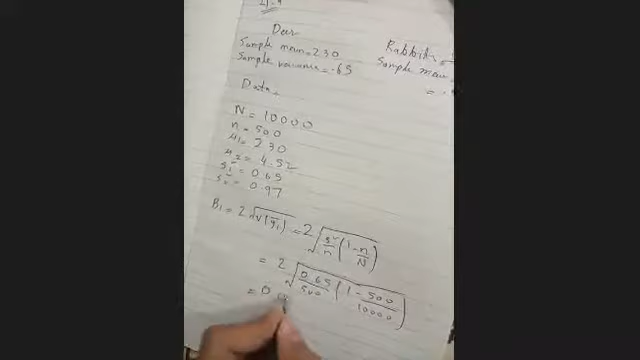 Deer
Sample mean = 2.30
Sample variance = .65
Rabbit
Sample mean
Data.
N = 10000
n = 500
μ1 = 2.30
μ2 = 4.52
s1² = 0.65
s2² = 0.97
B1 = 2√V(ȳ1) = 2 √s²/n (1-n/N)
= 2 √0.65/500 (1 - 500/10000)
= 0